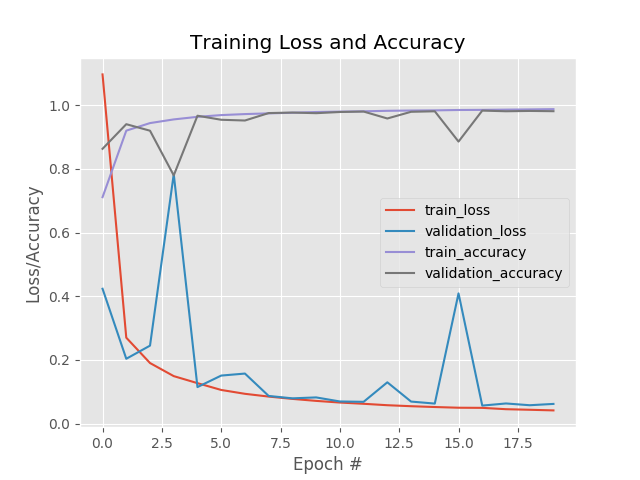 Training Loss and Accuracy
Loss/Accuracy
1.0
0.8
0.6
0.4
0.2
0.0
train_loss
validation_loss
train_accuracy
validation_accuracy
0.0 2.5 5.0 7.5 10.0 12.5 15.0 17.5
Epoch #